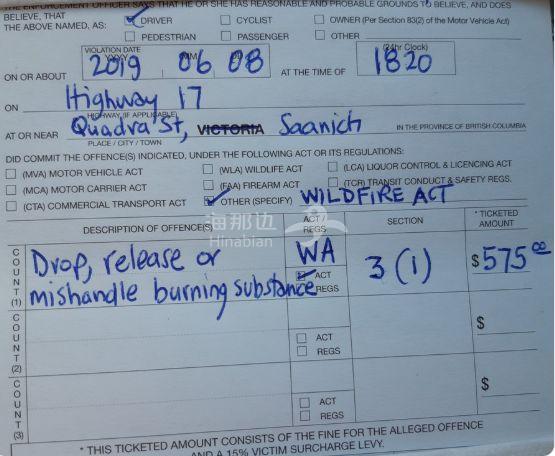 THE ENFORCEMENT OFFICER SAYS THAT HE OR SHE HAS REASONABLE AND PROBABLE GROUNDS TO BELIEVE, AND DOES
BELIEVE, THAT
THE ABOVE NAMED, AS:
DRIVER CYCLIST OWNER (Per Section 83(2) of the Motor Vehicle Act)
PEDESTRIAN PASSENGER OTHER
VIOLATION DATE (24hr Clock)
YYYY MM
ON OR ABOUT 2019 06 08 AT THE TIME OF 1820
ON Highway 17
HIGHWAY (IF APPLICABLE)
AT OR NEAR Quadra St, VICTORIA Saanich IN THE PROVINCE OF BRITISH COLUMBIA
PLACE / CITY / TOWN
DID COMMIT THE OFFENCE(S) INDICATED, UNDER THE FOLLOWING ACT OR ITS REGULATIONS:
(MVA) MOTOR VEHICLE ACT (WLA) WILDLIFE ACT (LCA) LIQUOR CONTROL & LICENCING ACT
(MCA) MOTOR CARRIER ACT (FAA) FIREARM ACT (TCR) TRANSIT CONDUCT & SAFETY REGS.
(CTA) COMMERCIAL TRANSPORT ACT OTHER (SPECIFY) WILDFIRE ACT
海那边
Hinabian
DESCRIPTION OF OFFENCE(S) ACT REGS SECTION * TICKETED AMOUNT
COUNT (1) Drop, release or WA 3 (1) $ 575.00
mishandle burning substance ACT REGS
COUNT (2) ACT REGS $
COUNT (3) ACT REGS $
* THIS TICKETED AMOUNT CONSISTS OF THE FINE FOR THE ALLEGED OFFENCE
AND A 15% VICTIM SURCHARGE LEVY.